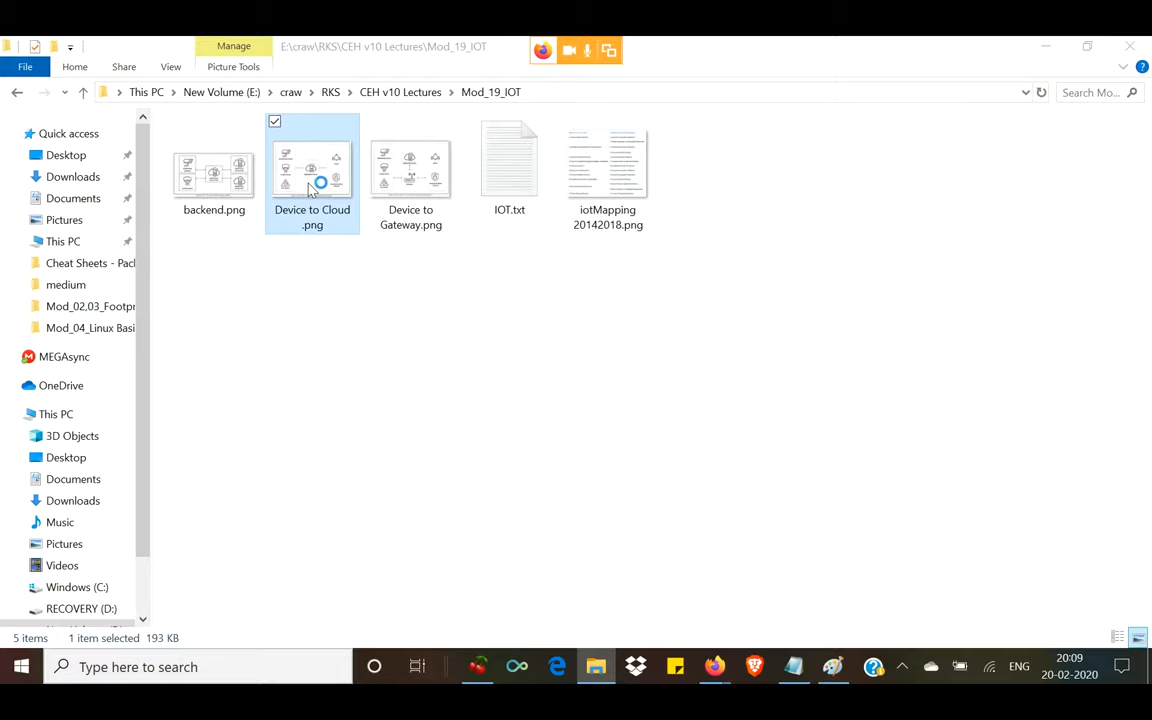 Manage
E:\craw\RKS\CEH v10 Lectures\Mod_19_IOT
File
Home
Share
View
Picture Tools
This PC
New Volume (E:)
craw
RKS
CEH v10 Lectures
Mod_19_IOT
Search Mo...
Quick access
Desktop
Downloads
Documents
Pictures
This PC
Cheat Sheets - Pac
medium
Mod_02,03_Footpr
Mod_04_Linux Basi
MEGAsync
OneDrive
This PC
3D Objects
Desktop
Documents
Downloads
Music
Pictures
Videos
Windows (C:)
RECOVERY (D:)
backend.png
Device to Cloud
.png
Device to
Gateway.png
IOT.txt
iotMapping
20142018.png
5 items
1 item selected 193 KB
Type here to search
ENG
20:09
20-02-2020